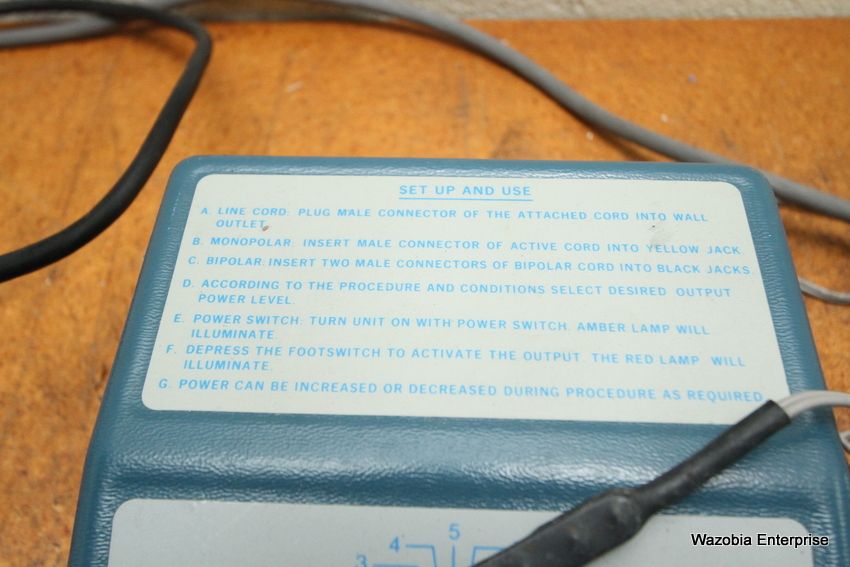 SET UP AND USE
A. LINE CORD: PLUG MALE CONNECTOR OF THE ATTACHED CORD INTO WALL
OUTLET.
B. MONOPOLAR: INSERT MALE CONNECTOR OF ACTIVE CORD INTO YELLOW JACK.
C. BIPOLAR: INSERT TWO MALE CONNECTORS OF BIPOLAR CORD INTO BLACK JACKS.
D. ACCORDING TO THE PROCEDURE AND CONDITIONS SELECT DESIRED OUTPUT
POWER LEVEL.
E. POWER SWITCH: TURN UNIT ON WITH POWER SWITCH. AMBER LAMP WILL
ILLUMINATE.
F. DEPRESS THE FOOTSWITCH TO ACTIVATE THE OUTPUT. THE RED LAMP WILL
ILLUMINATE.
G. POWER CAN BE INCREASED OR DECREASED DURING PROCEDURE AS REQUIRED.
5
4
3
Wazobia Enterprise